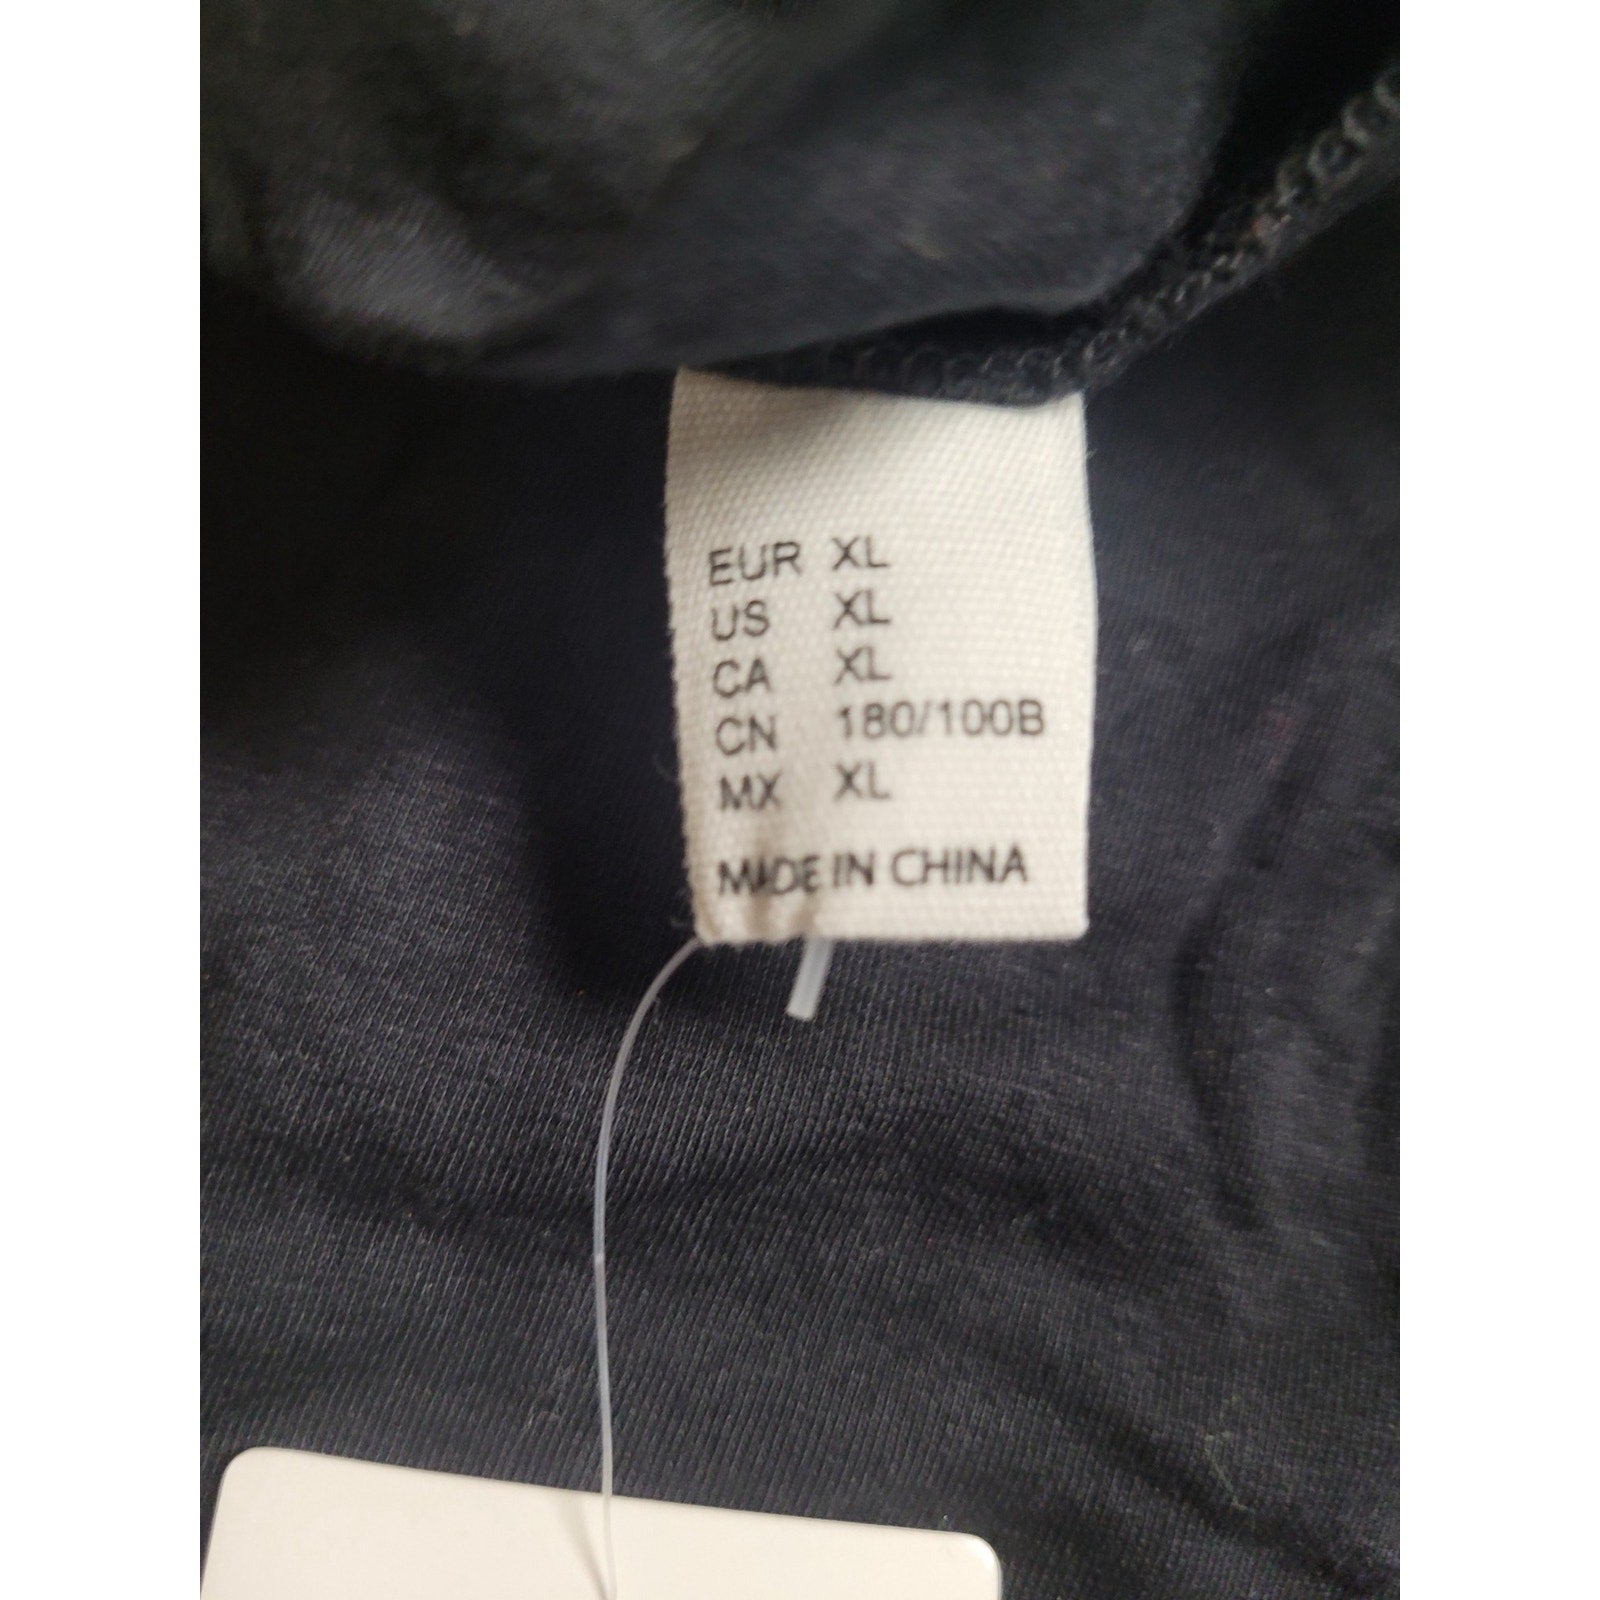 EUR XL
US XL
CA XL
CN 180/100B
MX XL
MADE IN CHINA